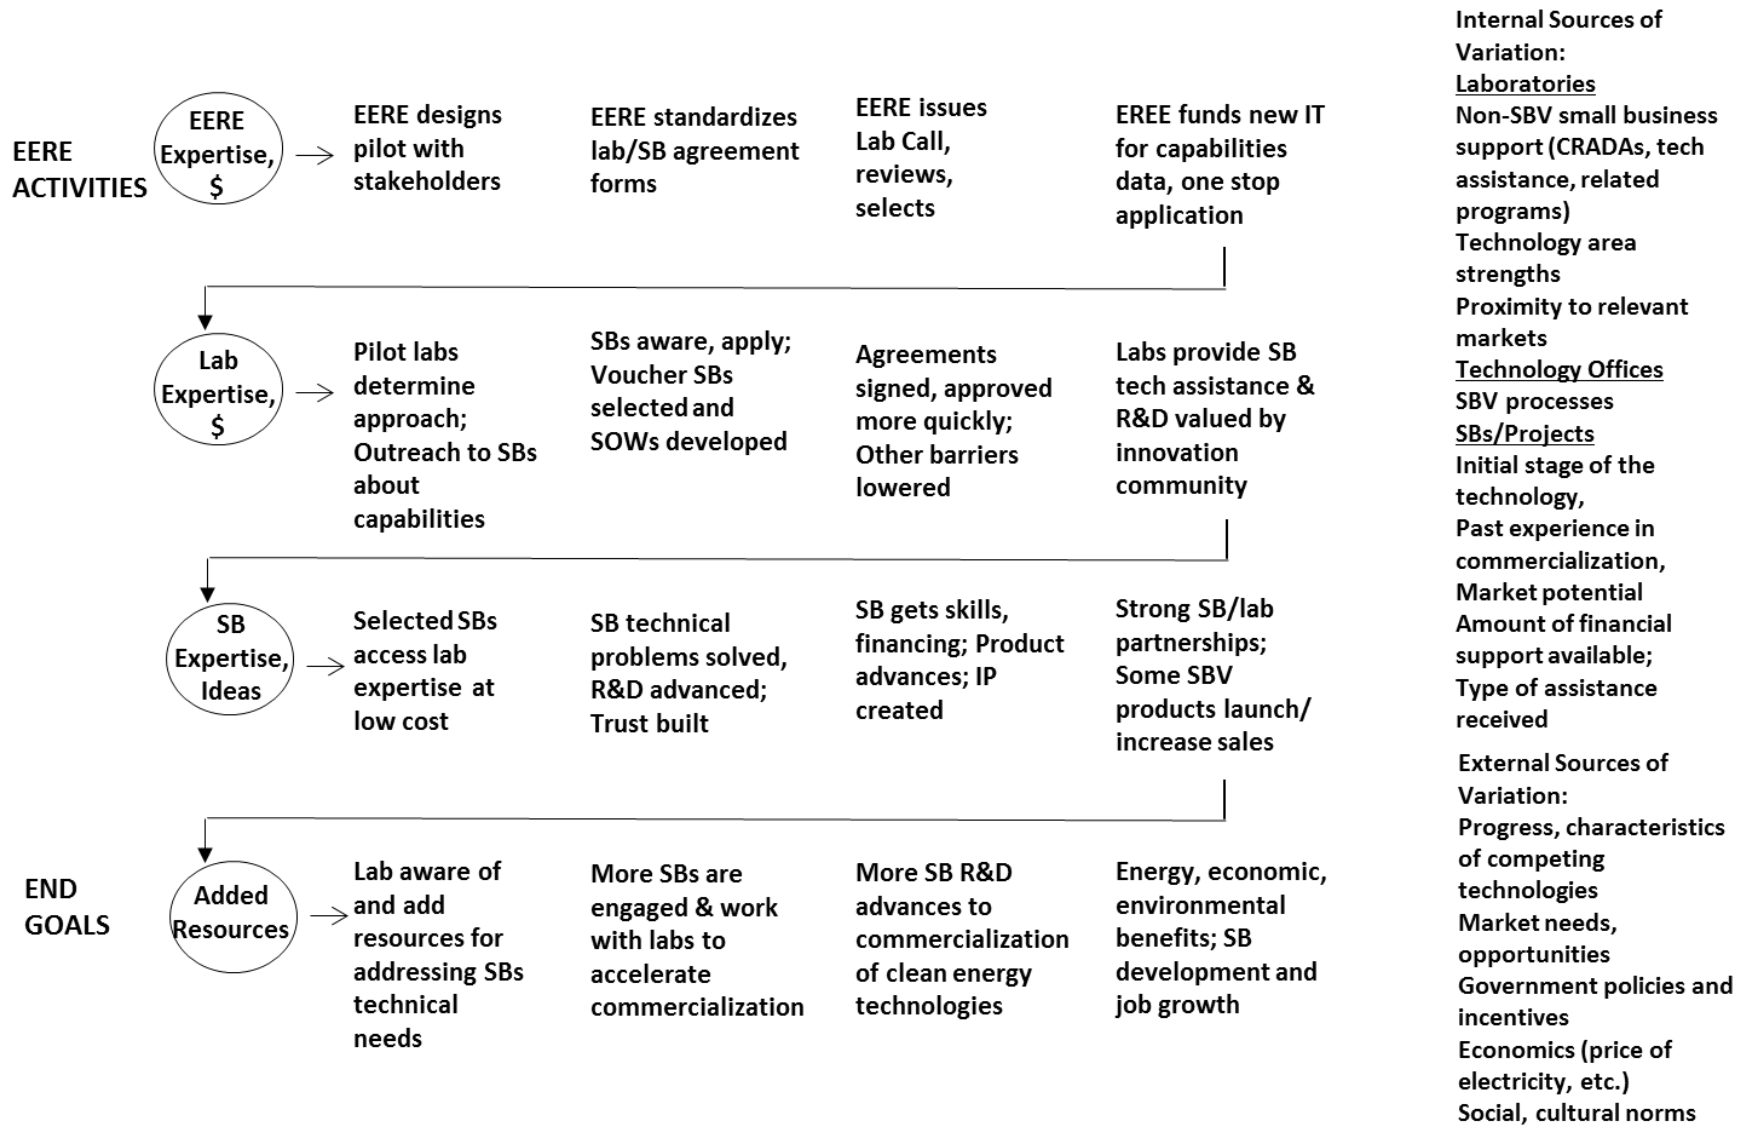 EERE
ACTIVITIES
EERE
Expertise,
$
EERE designs
pilot with
stakeholders
EERE standardizes
lab/SB agreement
forms
EERE issues
Lab Call,
reviews,
selects
EREE funds new IT
for capabilities
data, one stop
application
Lab
Expertise,
$
Pilot labs
determine
approach;
Outreach to SBs
about
capabilities
SBs aware, apply;
Voucher SBs
selected and
SOWs developed
Agreements
signed, approved
more quickly;
Other barriers
lowered
Labs provide SB
tech assistance &
R&D valued by
innovation
community
SB
Expertise,
Ideas
Selected SBs
access lab
expertise at
low cost
SB technical
problems solved,
R&D advanced;
Trust built
SB gets skills,
financing; Product
advances; IP
created
Strong SB/lab
partnerships;
Some SBV
products launch/
increase sales
END
GOALS
Added
Resources
Lab aware of
and add
resources for
addressing SBs
technical
needs
More SBs are
engaged & work
with labs to
accelerate
commercialization
More SB R&D
advances to
commercialization
of clean energy
technologies
Energy, economic,
environmental
benefits; SB
development and
job growth
Internal Sources of
Variation:
Laboratories
Non-SBV small business
support (CRADAs, tech
assistance, related
programs)
Technology area
strengths
Proximity to relevant
markets
Technology Offices
SBV processes
SBs/Projects
Initial stage of the
technology,
Past experience in
commercialization,
Market potential
Amount of financial
support available;
Type of assistance
received
External Sources of
Variation:
Progress, characteristics
of competing
technologies
Market needs,
opportunities
Government policies and
incentives
Economics (price of
electricity, etc.)
Social, cultural norms